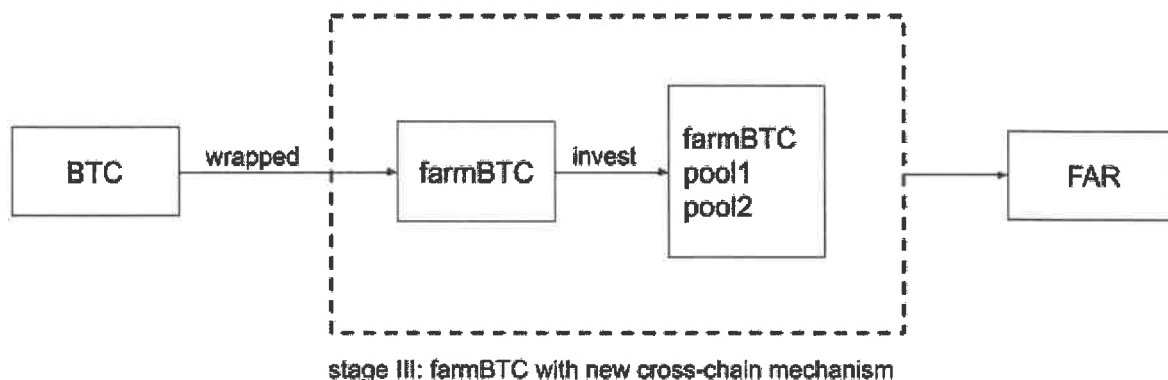 BTC
wrapped
farmBTC
invest
farmBTC
pool1
pool2
FAR
stage III: farmBTC with new cross-chain mechanism